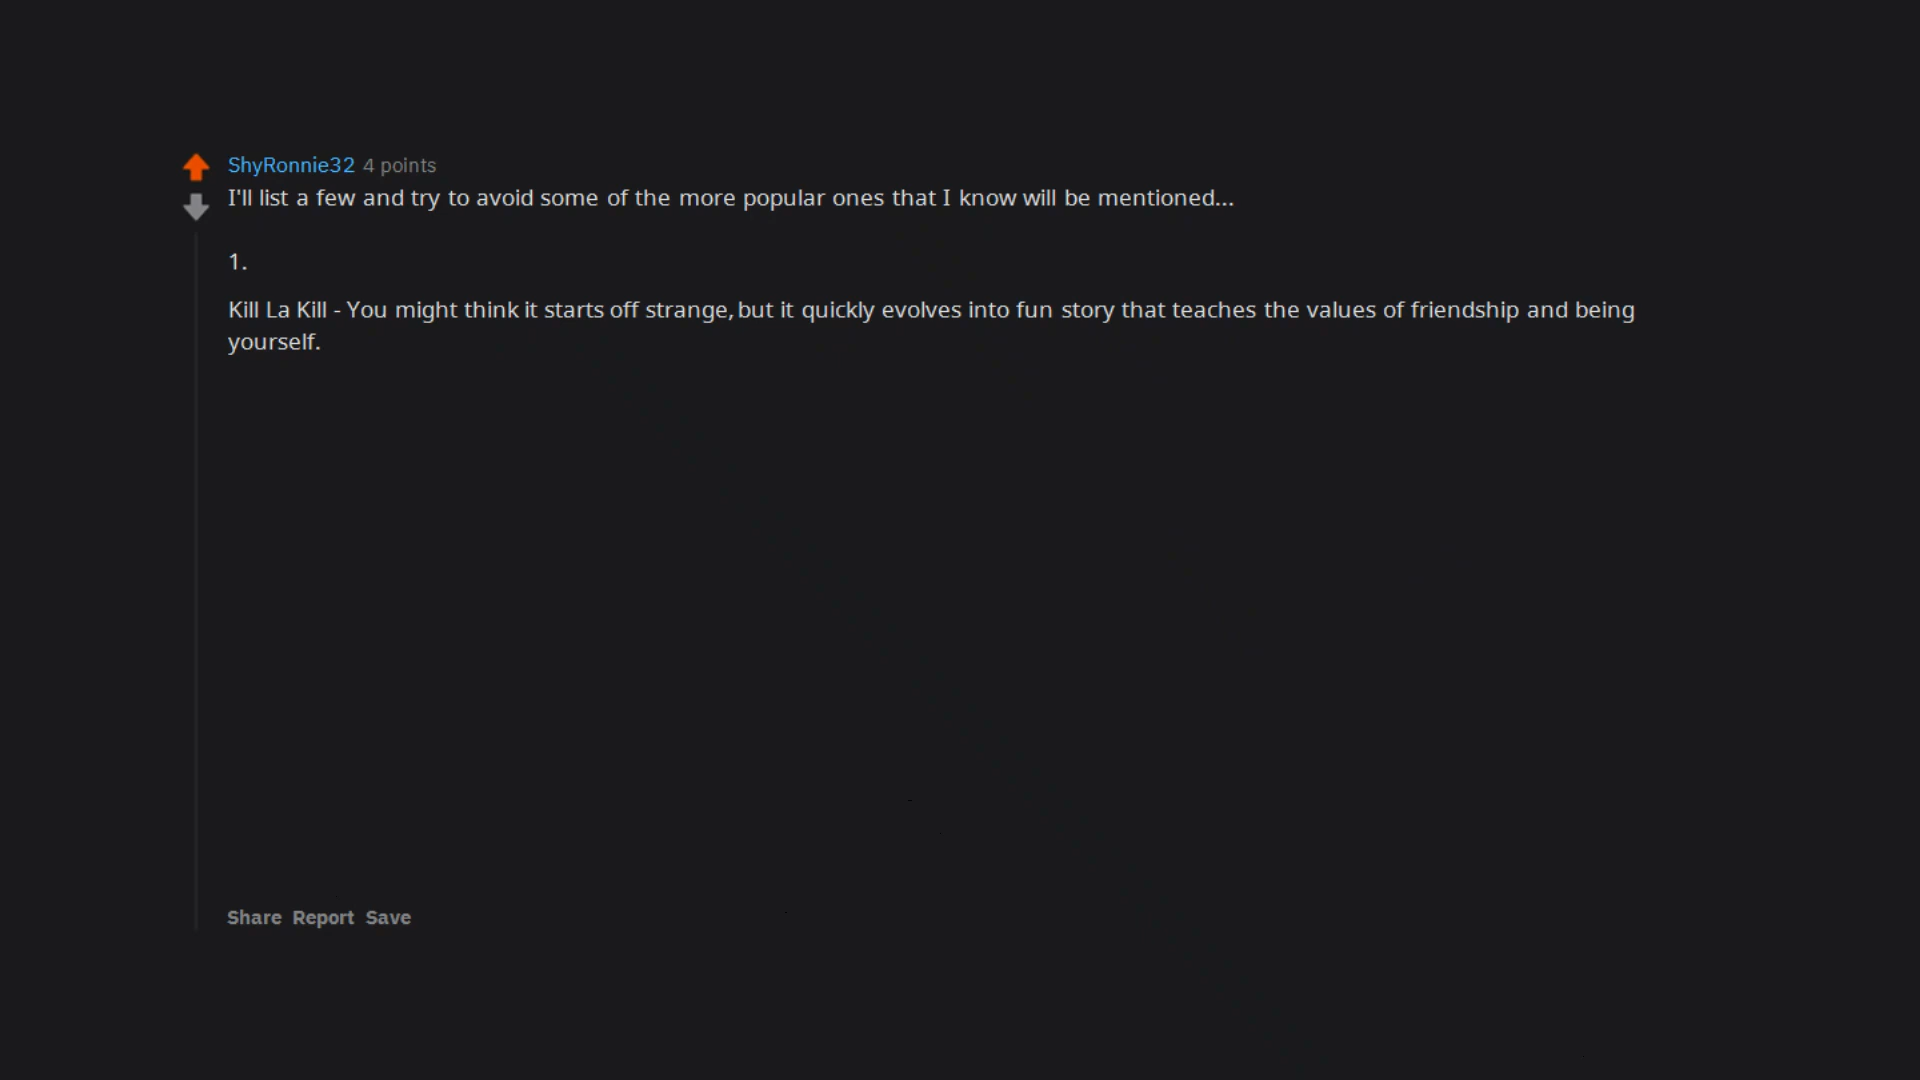 ShyRonnie32 4 points
I'll list a few and try to avoid some of the more popular ones that I know will be mentioned...
1.
Kill La Kill - You might think it starts off strange, but it quickly evolves into fun story that teaches the values of friendship and being
yourself.
Share Report Save